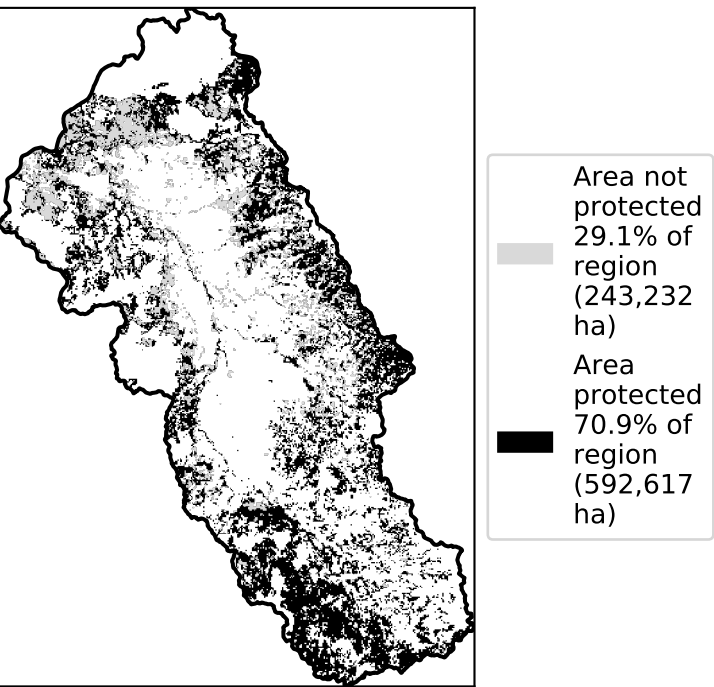 Area not
protected
29.1% of
region
(243,232
ha)
Area
protected
70.9% of
region
(592,617
ha)